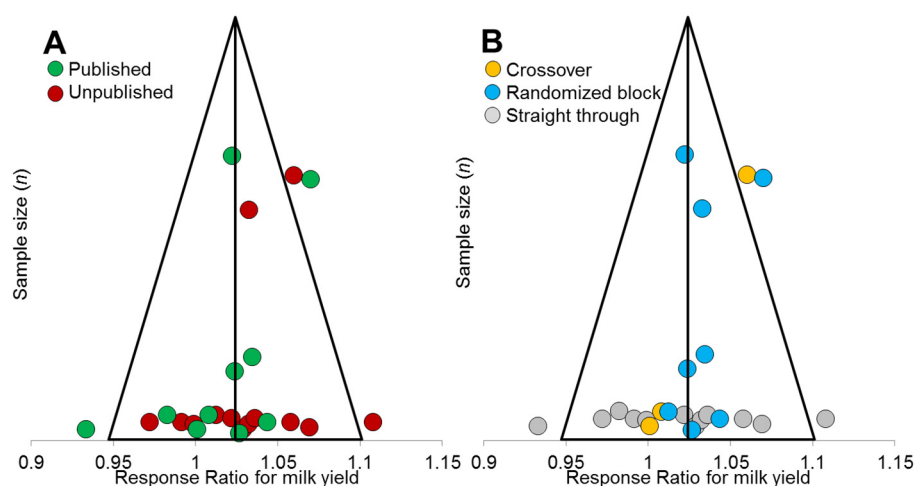 A
Published
Unpublished
Sample size (n)
0.9 0.95 1 1.05 1.1 1.15
Response Ratio for milk yield
B
Crossover
Randomized block
Straight through
Sample size (n)
0.9 0.95 1 1.05 1.1 1.15
Response Ratio for milk yield